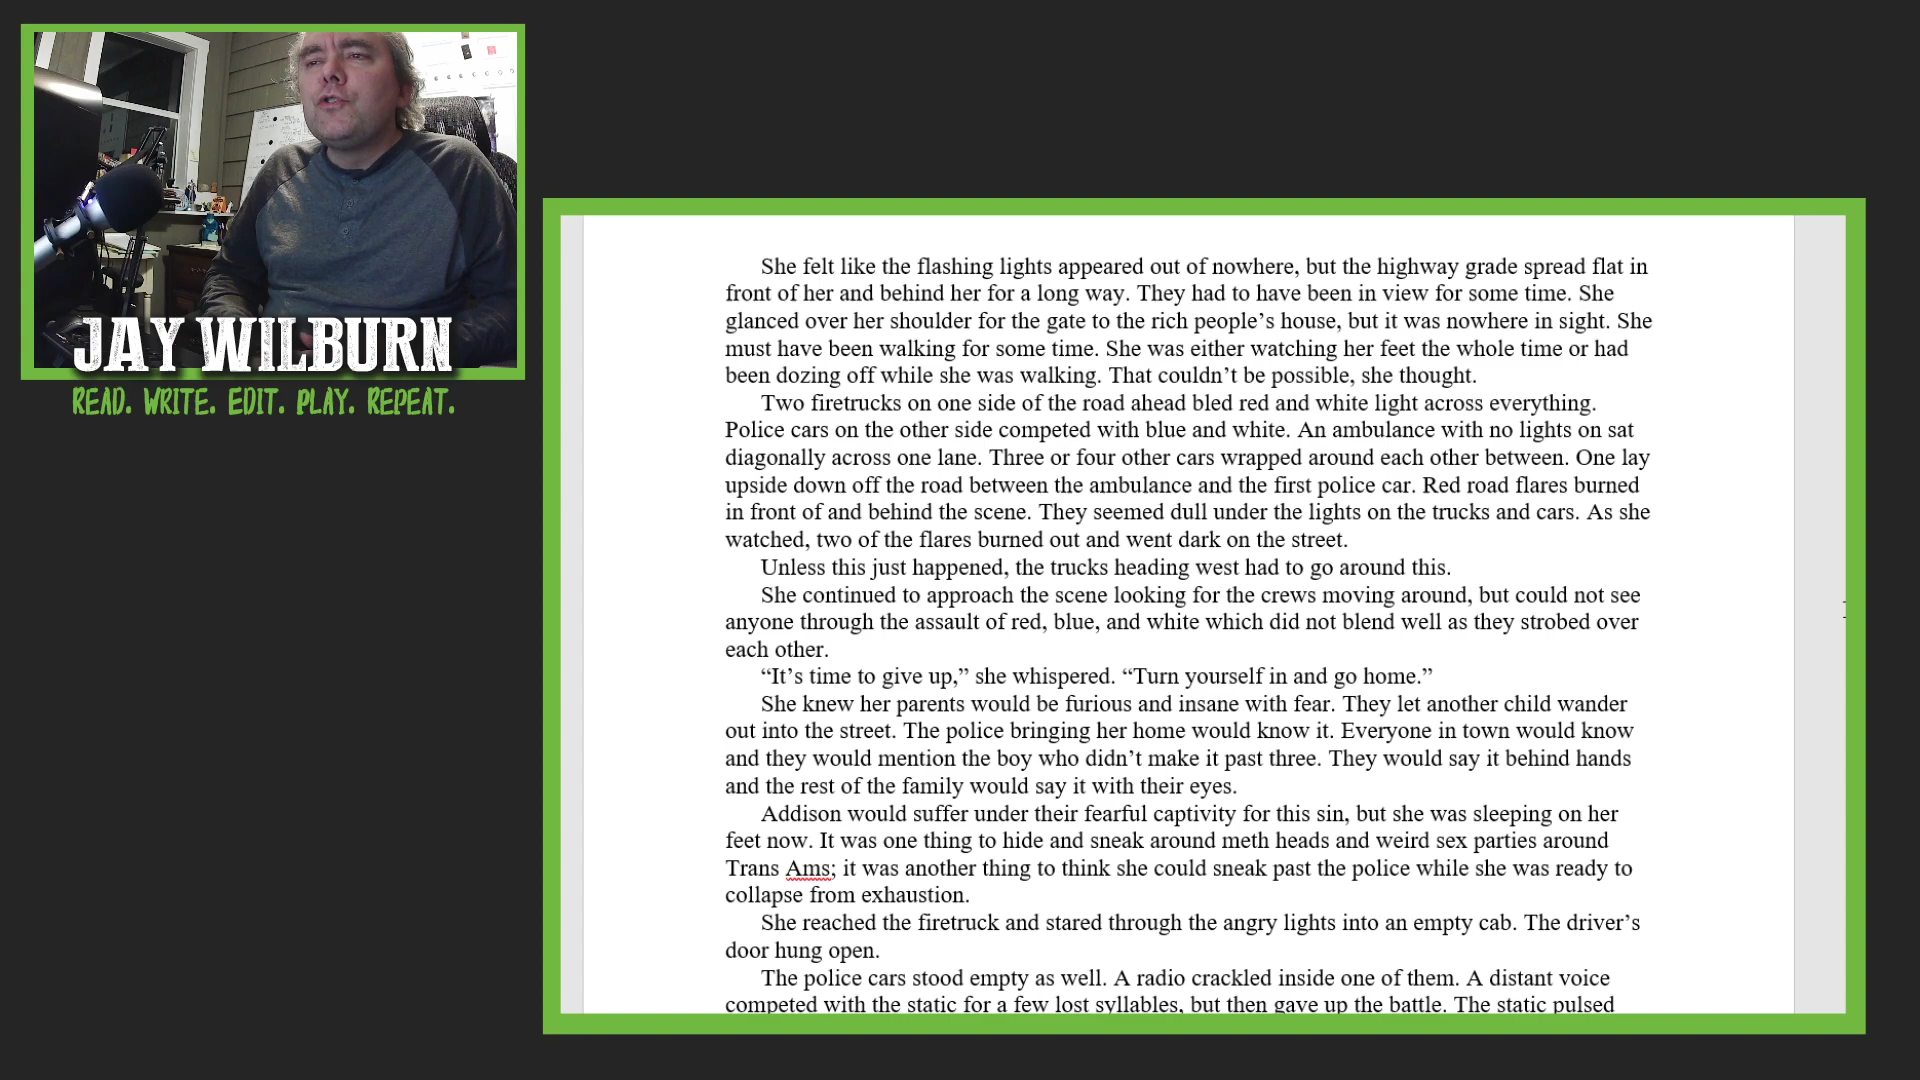 JAY WILBURN
READ. WRITE. EDIT. PLAY. REPEAT.
She felt like the flashing lights appeared out of nowhere, but the highway grade spread flat in
front of her and behind her for a long way. They had to have been in view for some time. She
glanced over her shoulder for the gate to the rich people’s house, but it was nowhere in sight. She
must have been walking for some time. She was either watching her feet the whole time or had
been dozing off while she was walking. That couldn’t be possible, she thought.
Two firetrucks on one side of the road ahead bled red and white light across everything.
Police cars on the other side competed with blue and white. An ambulance with no lights on sat
diagonally across one lane. Three or four other cars wrapped around each other between. One lay
upside down off the road between the ambulance and the first police car. Red road flares burned
in front of and behind the scene. They seemed dull under the lights on the trucks and cars. As she
watched, two of the flares burned out and went dark on the street.
Unless this just happened, the trucks heading west had to go around this.
She continued to approach the scene looking for the crews moving around, but could not see
anyone through the assault of red, blue, and white which did not blend well as they strobed over
each other.
“It’s time to give up,” she whispered. “Turn yourself in and go home.”
She knew her parents would be furious and insane with fear. They let another child wander
out into the street. The police bringing her home would know it. Everyone in town would know
and they would mention the boy who didn’t make it past three. They would say it behind hands
and the rest of the family would say it with their eyes.
Addison would suffer under their fearful captivity for this sin, but she was sleeping on her
feet now. It was one thing to hide and sneak around meth heads and weird sex parties around
Trans Ams; it was another thing to think she could sneak past the police while she was ready to
collapse from exhaustion.
She reached the firetruck and stared through the angry lights into an empty cab. The driver’s
door hung open.
The police cars stood empty as well. A radio crackled inside one of them. A distant voice
competed with the static for a few lost syllables, but then gave up the battle. The static pulsed